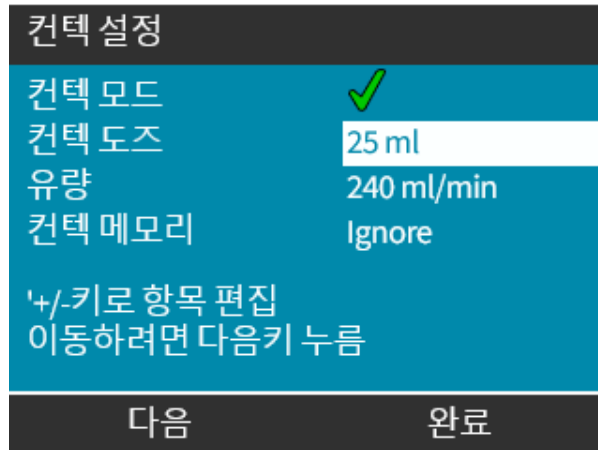 컨텍 설정
컨텍 모드
컨텍 도즈 25 ml
유량 240 ml/min
컨텍 메모리 Ignore
'+/-키로 항목 편집
이동하려면 다음키 누름
다음 완료